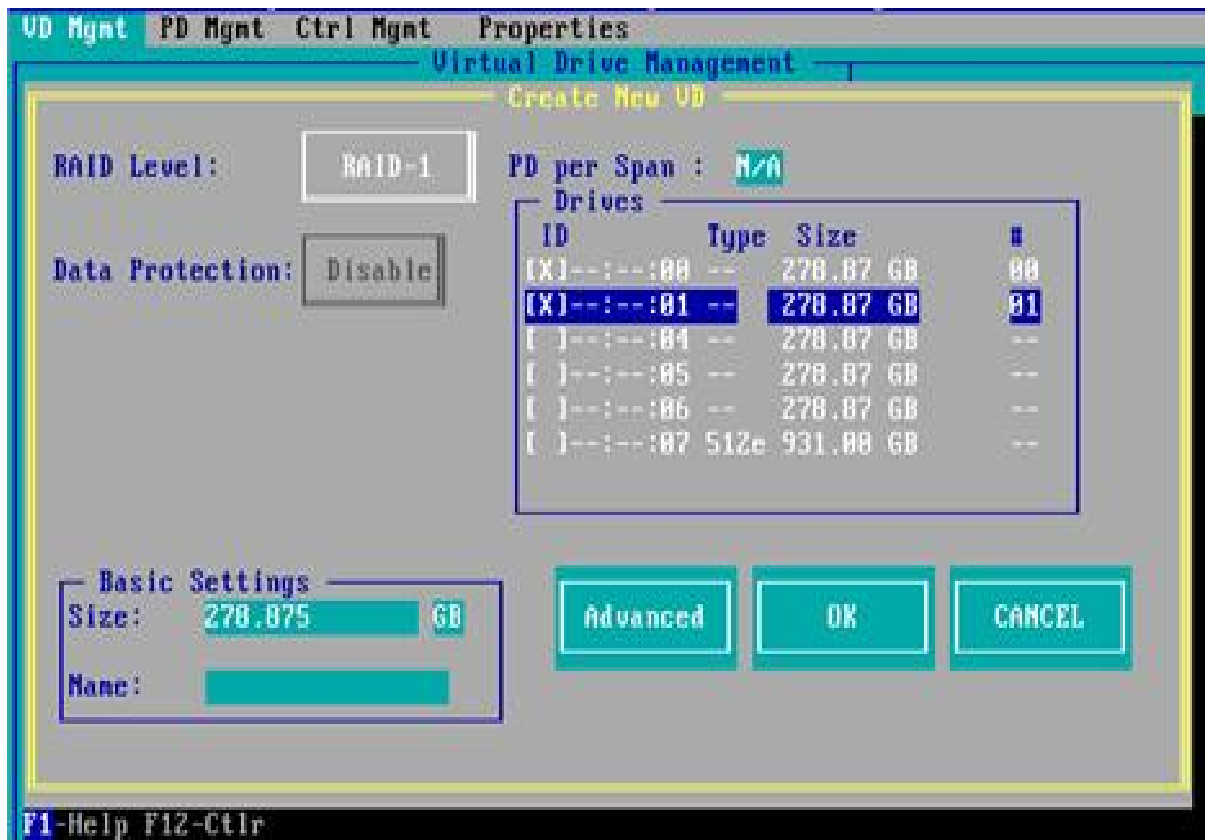 VD Mgmt PD Mgmt Ctrl Mgmt Properties
Virtual Drive Management
Create New VD
RAID Level: RAID-1 PD per Span : N/A
Drives
ID Type Size #
Data Protection: Disable
[X]--:--:00 -- 278.87 GB 00
[X]--:--:01 -- 278.87 GB 01
[ ]--:--:04 -- 278.87 GB --
[ ]--:--:05 -- 278.87 GB --
[ ]--:--:06 -- 278.87 GB --
[ ]--:--:07 512e 931.00 GB --
Basic Settings
Size: 278.875 GB
Name:
Advanced OK CANCEL
F1-Help F12-Ctlr